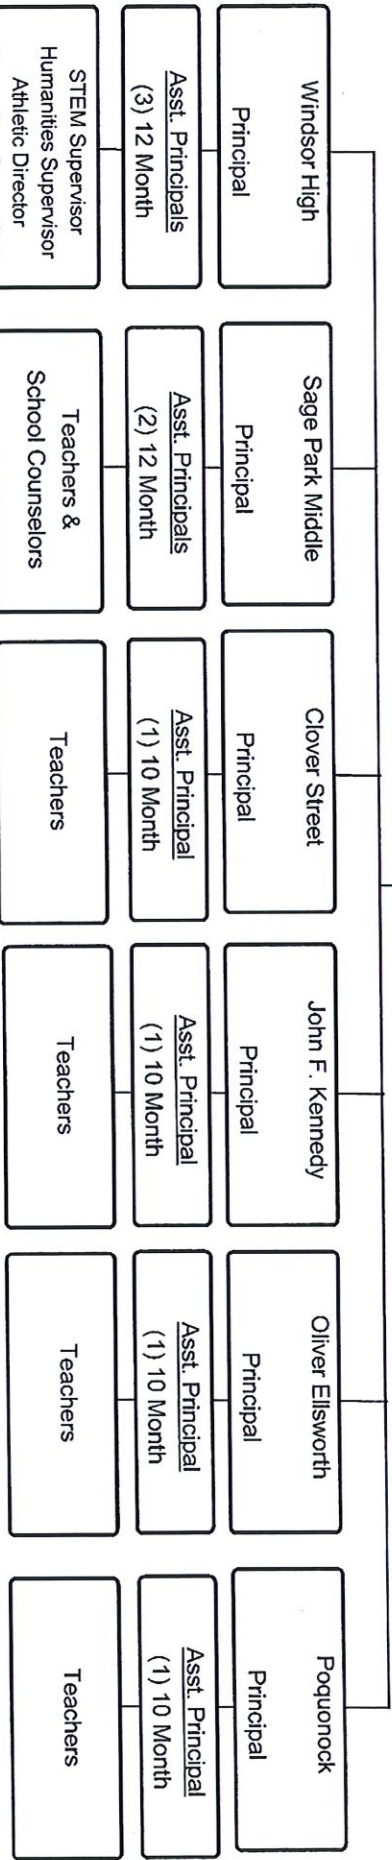 Windsor High
Principal
Asst. Principals
(3) 12 Month
STEM Supervisor
Humanities Supervisor
Athletic Director
Sage Park Middle
Principal
Asst. Principals
(2) 12 Month
Teachers &
School Counselors
Clover Street
Principal
Asst. Principal
(1) 10 Month
Teachers
John F. Kennedy
Principal
Asst. Principal
(1) 10 Month
Teachers
Oliver Ellsworth
Principal
Asst. Principal
(1) 10 Month
Teachers
Poquonock
Principal
Asst. Principal
(1) 10 Month
Teachers